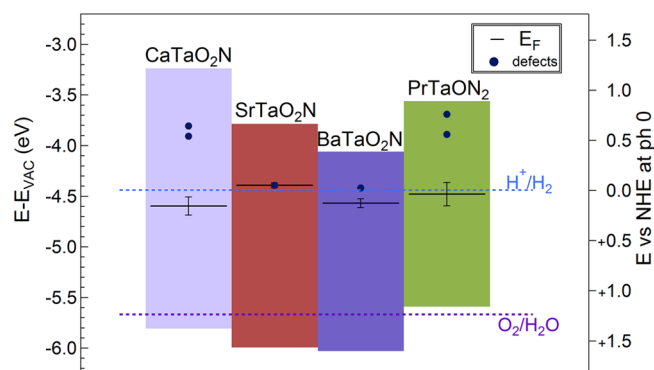 E-E_VAC (eV)
-3.0
-3.5
-4.0
-4.5
-5.0
-5.5
-6.0
CaTaO₂N
SrTaO₂N
BaTaO₂N
PrTaON₂
E_F
defects
H⁺/H₂
O₂/H₂O
1.5
1.0
0.5
0.0
+0.5
+1.0
+1.5
E vs NHE at ph 0